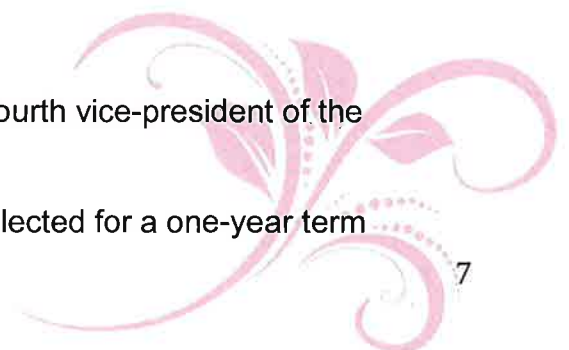 ourth vice-president of the
lected for a one-year term
7